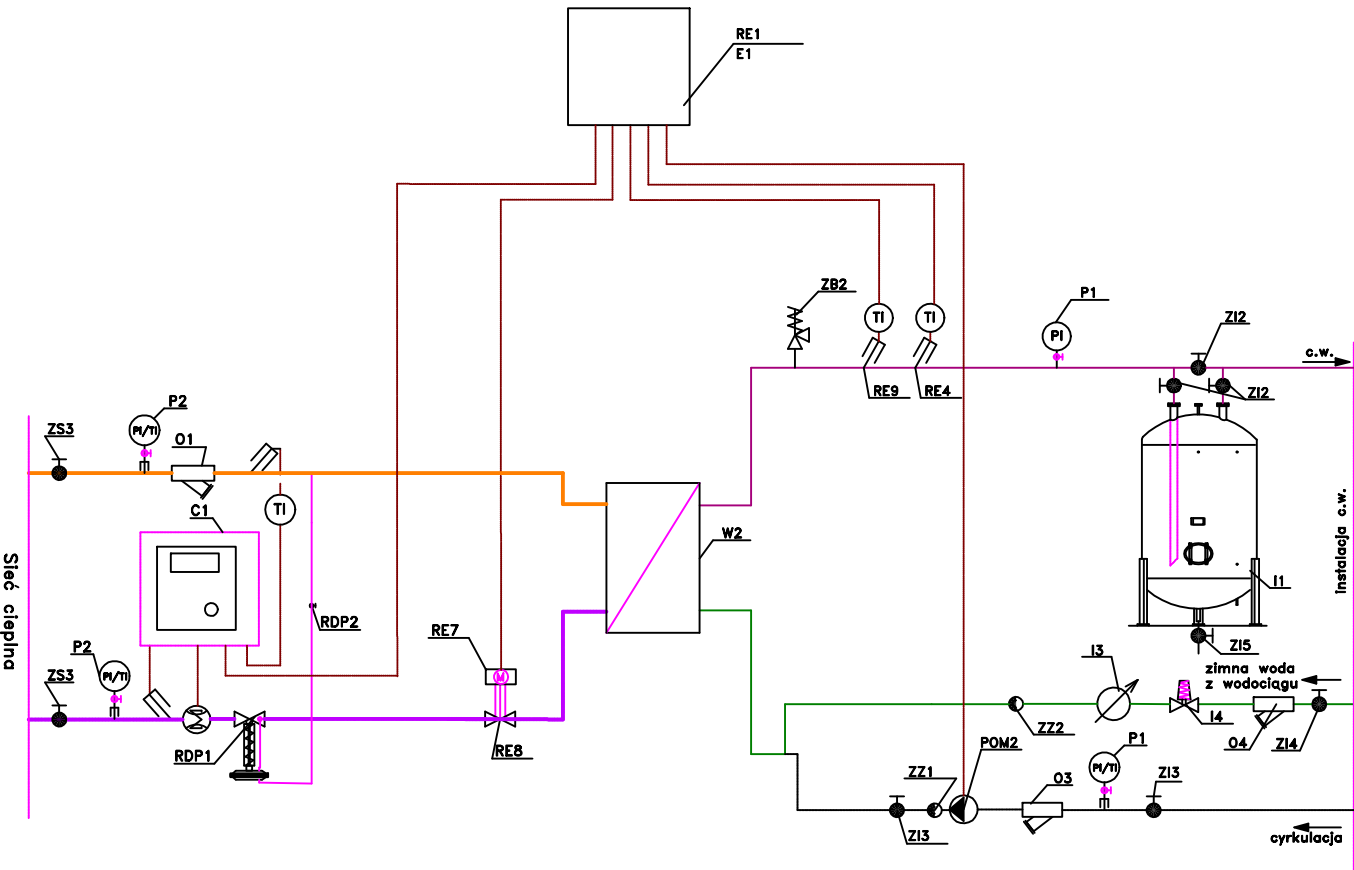 RE1
E1
ZB2
P1
TI
TI
PI
ZI2
c.w.
RE9
RE4
ZI2
P2
ZS3
PI/TI
O1
C1
TI
W2
instalacja c.w.
I1
Sieć cieplna
RDP2
RE7
M
P2
ZS3
PI/TI
RDP1
RE8
ZI5
I3
zimna woda
z wodociągu
ZZ2
I4
O4
ZI4
POM2
P1
ZZ1
PI/TI
O3
ZI3
ZI3
cyrkulacja